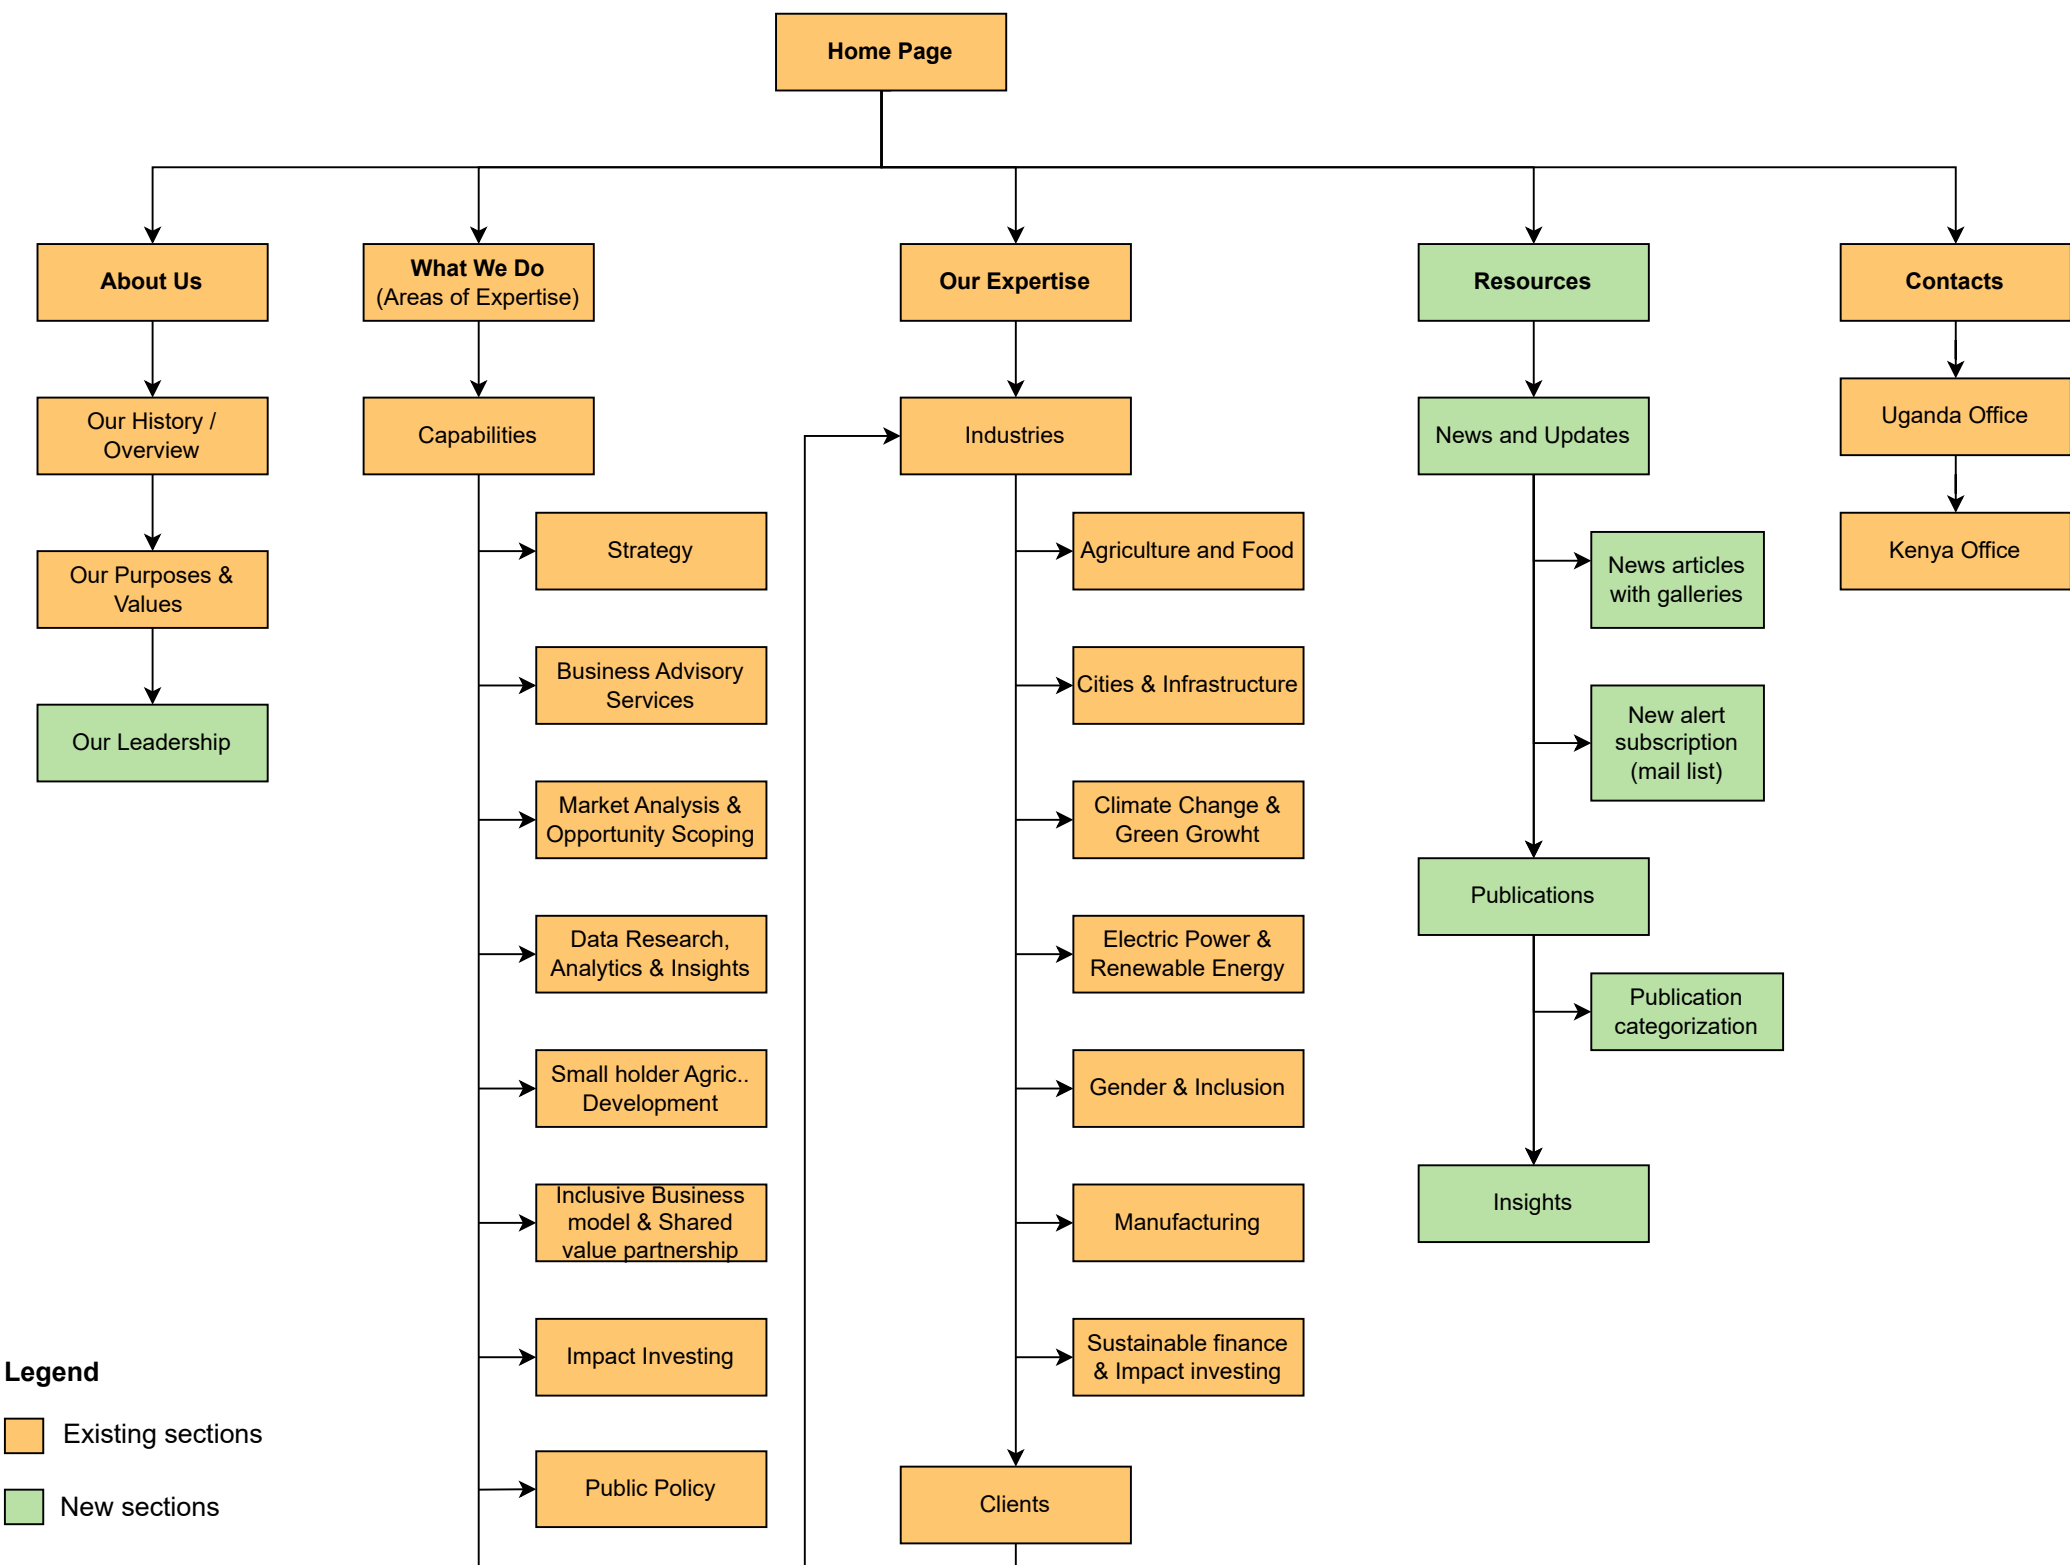 Home Page
About Us
What We Do
(Areas of Expertise)
Our Expertise
Resources
Contacts
Our History /
Overview
Our Purposes &
Values
Our Leadership
Capabilities
Strategy
Business Advisory
Services
Market Analysis &
Opportunity Scoping
Data Research,
Analytics & Insights
Small holder Agric..
Development
Inclusive Business
model & Shared
value partnership
Impact Investing
Public Policy
Industries
Agriculture and Food
Cities & Infrastructure
Climate Change &
Green Growht
Electric Power &
Renewable Energy
Gender & Inclusion
Manufacturing
Sustainable finance
& Impact investing
Clients
News and Updates
News articles
with galleries
New alert
subscription
(mail list)
Publications
Publication
categorization
Insights
Uganda Office
Kenya Office
Legend
Existing sections
New sections